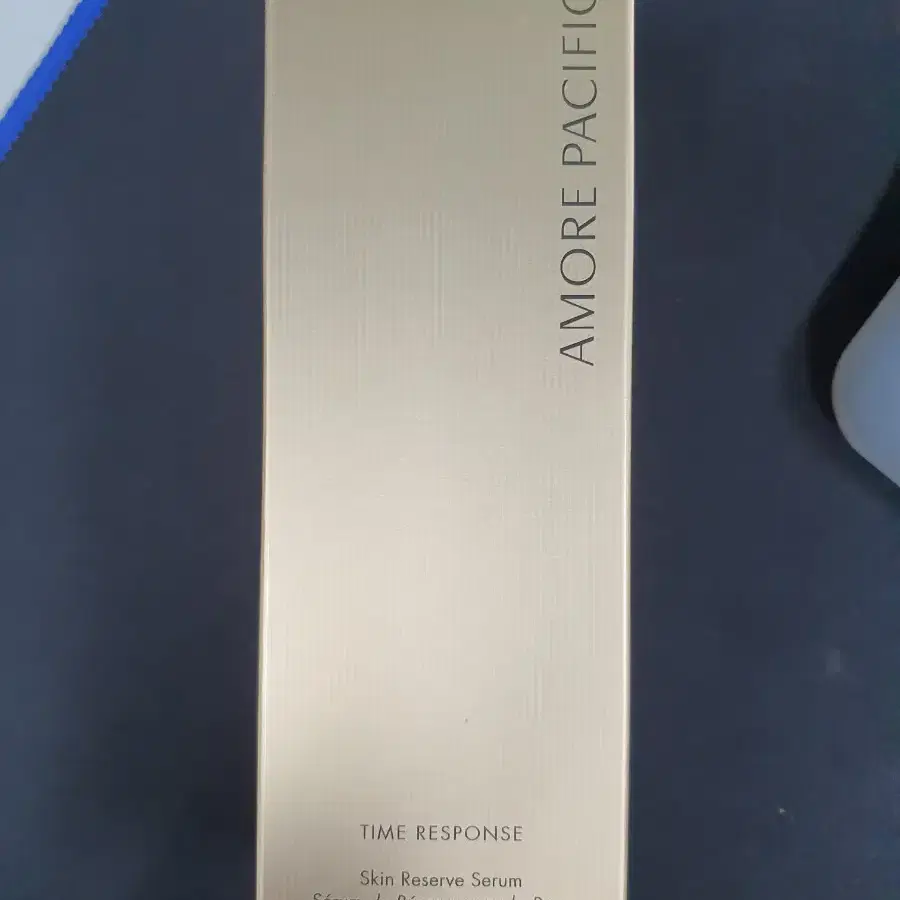 AMORE PACIFIC
TIME RESPONSE
Skin Reserve Serum